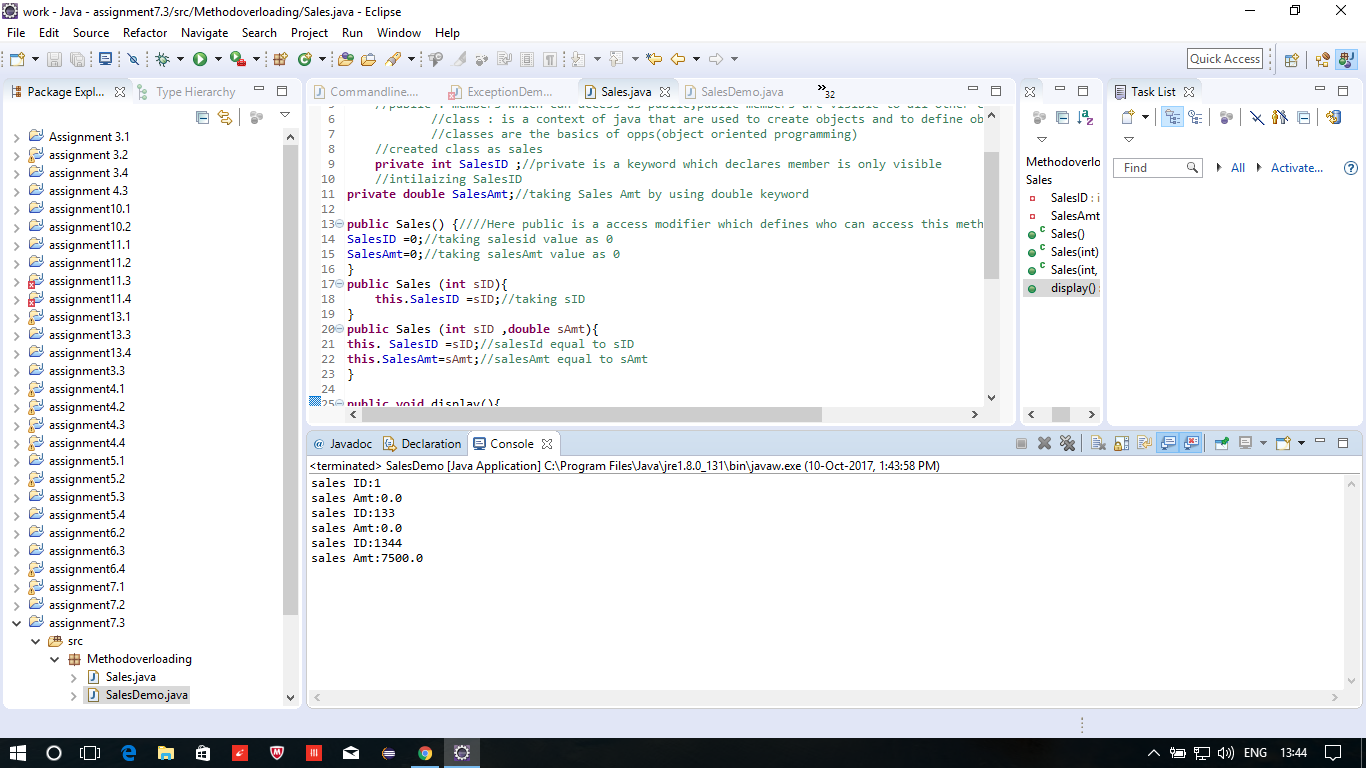 work - Java - assignment7.3/src/Methodoverloading/Sales.java - Eclipse
File Edit Source Refactor Navigate Search Project Run Window Help
Quick Access
Package Expl...
Type Hierarchy
Assignment 3.1
assignment 3.2
assignment 3.4
assignment 4.3
assignment10.1
assignment10.2
assignment11.1
assignment11.2
assignment11.3
assignment11.4
assignment13.1
assignment13.3
assignment13.4
assignment3.3
assignment4.1
assignment4.2
assignment4.3
assignment4.4
assignment5.1
assignment5.2
assignment5.3
assignment5.4
assignment6.2
assignment6.3
assignment6.4
assignment7.1
assignment7.2
assignment7.3
src
Methodoverloading
Sales.java
SalesDemo.java
Commandline....
ExceptionDem...
Sales.java
SalesDemo.java
»32
6 //class : is a context of java that are used to create objects and to define ob
7 //classes are the basics of opps(object oriented programming)
8 //created class as sales
9 private int SalesID ;//private is a keyword which declares member is only visible
10 //intilaizing SalesID
11 private double SalesAmt;//taking Sales Amt by using double keyword
12
13 public Sales() {////Here public is a access modifier which defines who can access this meth
14 SalesID =0;//taking salesid value as 0
15 SalesAmt=0;//taking salesAmt value as 0
16 }
17 public Sales (int sID){
18 this.SalesID =sID;//taking sID
19 }
20 public Sales (int sID ,double sAmt){
21 this. SalesID =sID;//salesId equal to sID
22 this.SalesAmt=sAmt;//salesAmt equal to sAmt
23 }
24
25 public void display(){
Methodoverlo
Sales
SalesID : i
SalesAmt
Sales()
Sales(int)
Sales(int,
display()
Task List
Find
All
Activate...
@ Javadoc
Declaration
Console
<terminated> SalesDemo [Java Application] C:\Program Files\Java\jre1.8.0_131\bin\javaw.exe (10-Oct-2017, 1:43:58 PM)
sales ID:1
sales Amt:0.0
sales ID:133
sales Amt:0.0
sales ID:1344
sales Amt:7500.0
ENG
13:44